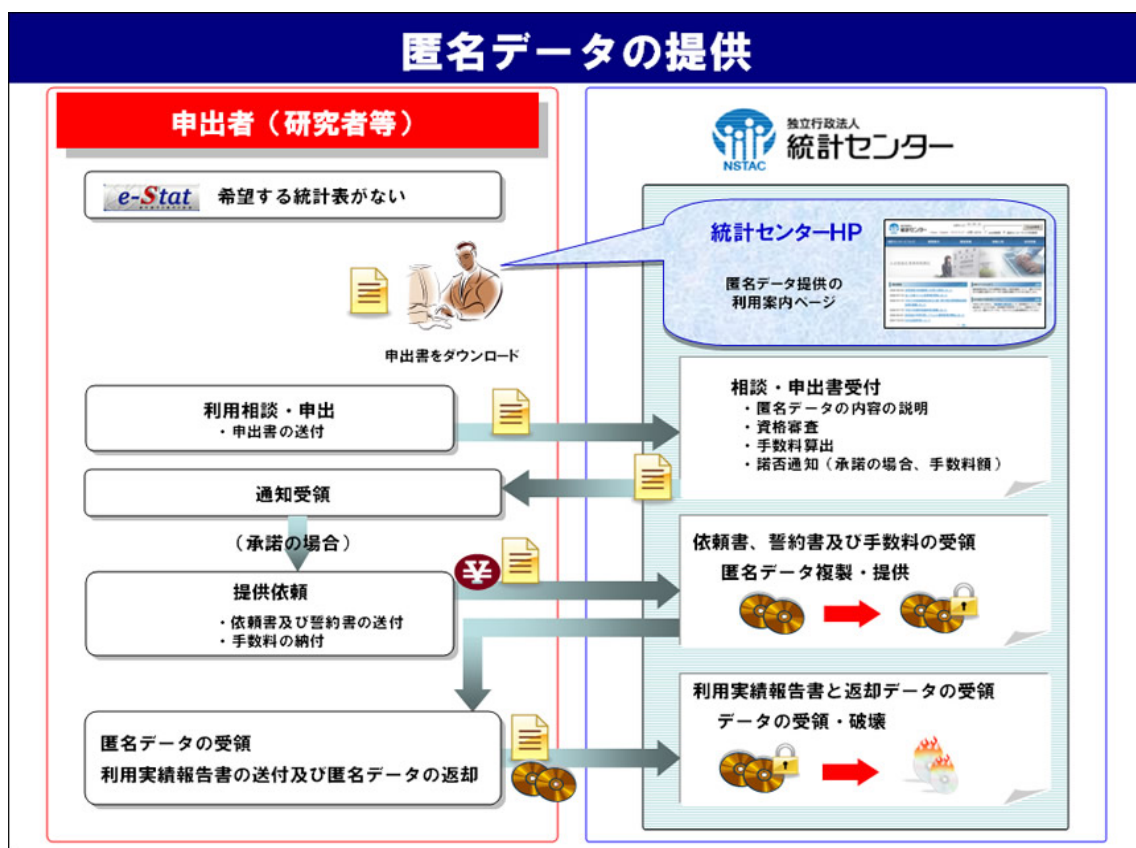 匿名データの提供
申出者（研究者等）
e-Stat 希望する統計表がない
申出書をダウンロード
利用相談・申出
・申出書の送付
通知受領
（承諾の場合）
提供依頼
・依頼書及び誓約書の送付
・手数料の納付
匿名データの受領
利用実績報告書の送付及び匿名データの返却
NSTAC
独立行政法人
統計センター
統計センターHP
匿名データ提供の
利用案内ページ
相談・申出書受付
・匿名データの内容の説明
・資格審査
・手数料算出
・諾否通知（承諾の場合、手数料額）
依頼書、誓約書及び手数料の受領
匿名データ複製・提供
利用実績報告書と返却データの受領
データの受領・破壊